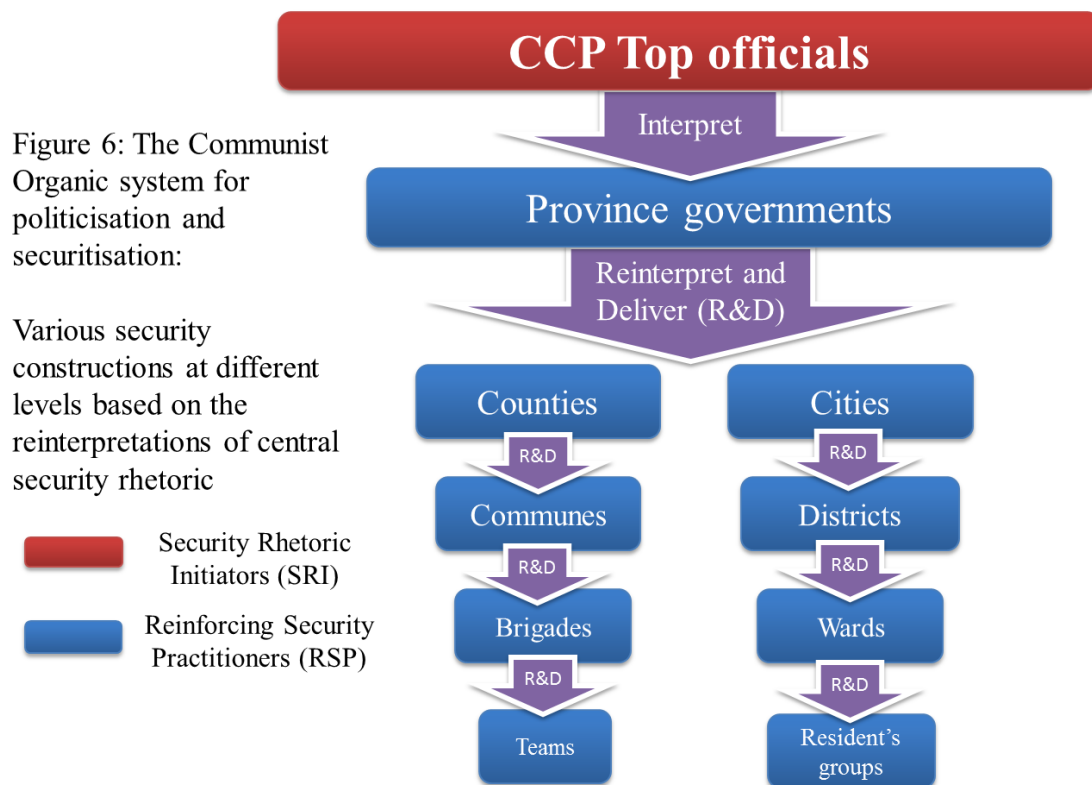 CCP Top officials
Interpret
Figure 6: The Communist
Organic system for
politicisation and
securitisation:
Province governments
Reinterpret and
Deliver (R&D)
Various security
constructions at different
levels based on the
reinterpretations of central
security rhetoric
Counties
Cities
R&D
R&D
Communes
Districts
R&D
R&D
Brigades
Wards
R&D
R&D
Teams
Resident's
groups
Security Rhetoric
Initiators (SRI)
Reinforcing Security
Practitioners (RSP)